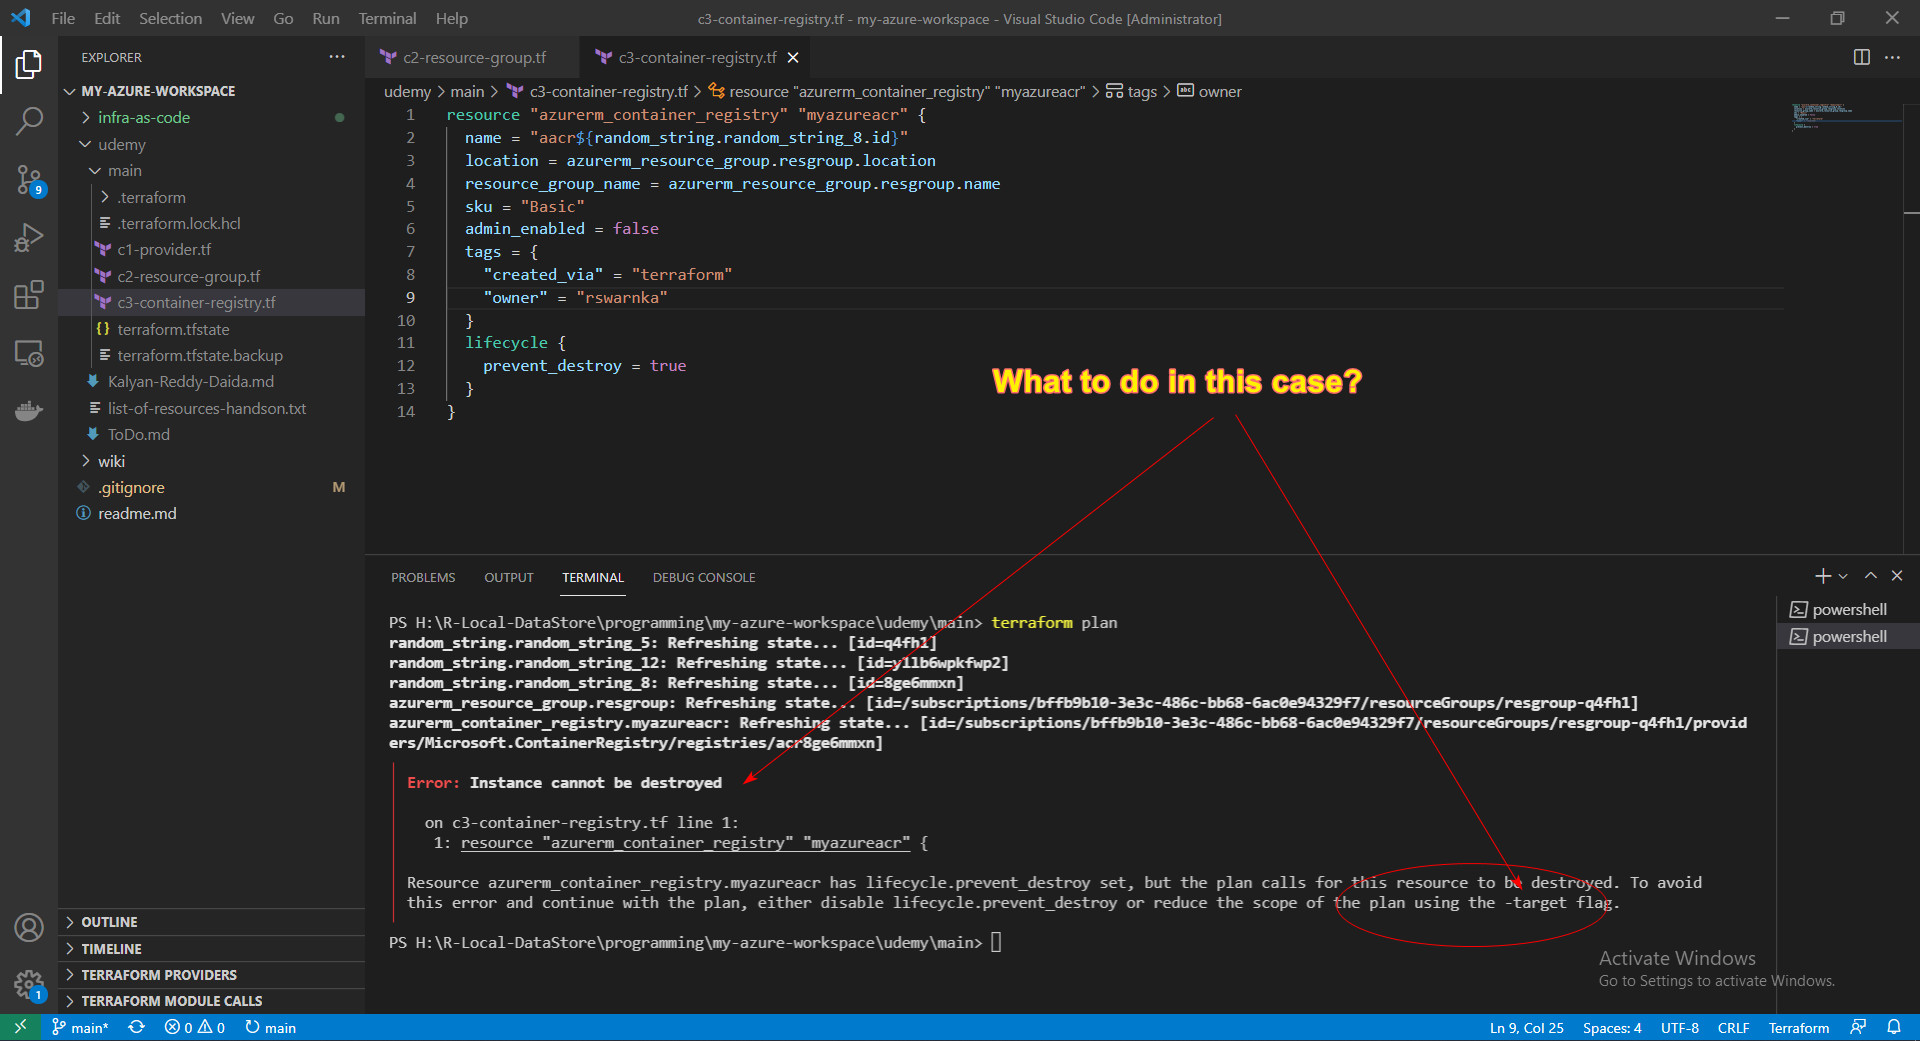 File Edit Selection View Go Run Terminal Help
c3-container-registry.tf - my-azure-workspace - Visual Studio Code [Administrator]
EXPLORER
MY-AZURE-WORKSPACE
infra-as-code
udemy
main
.terraform
.terraform.lock.hcl
c1-provider.tf
c2-resource-group.tf
c3-container-registry.tf
terraform.tfstate
terraform.tfstate.backup
Kalyan-Reddy-Daida.md
list-of-resources-handson.txt
ToDo.md
wiki
.gitignore M
readme.md
OUTLINE
TIMELINE
TERRAFORM PROVIDERS
TERRAFORM MODULE CALLS
9
1
c2-resource-group.tf
c3-container-registry.tf
udemy > main > c3-container-registry.tf > resource "azurerm_container_registry" "myazureacr" > tags > owner
1 resource "azurerm_container_registry" "myazureacr" {
2 name = "aacr${random_string.random_string_8.id}"
3 location = azurerm_resource_group.resgroup.location
4 resource_group_name = azurerm_resource_group.resgroup.name
5 sku = "Basic"
6 admin_enabled = false
7 tags = {
8 "created_via" = "terraform"
9 "owner" = "rswarnka"
10 }
11 lifecycle {
12 prevent_destroy = true
13 }
14 }
What to do in this case?
PROBLEMS OUTPUT TERMINAL DEBUG CONSOLE
powershell
powershell
PS H:\R-Local-DataStore\programming\my-azure-workspace\udemy\main> terraform plan
random_string.random_string_5: Refreshing state... [id=q4fh1]
random_string.random_string_12: Refreshing state... [id=yllb6wpkfwp2]
random_string.random_string_8: Refreshing state... [id=8ge6mmxn]
azurerm_resource_group.resgroup: Refreshing state... [id=/subscriptions/bffb9b10-3e3c-486c-bb68-6ac0e94329f7/resourceGroups/resgroup-q4fh1]
azurerm_container_registry.myazureacr: Refreshing state... [id=/subscriptions/bffb9b10-3e3c-486c-bb68-6ac0e94329f7/resourceGroups/resgroup-q4fh1/provid
ers/Microsoft.ContainerRegistry/registries/acr8ge6mmxn]
Error: Instance cannot be destroyed
on c3-container-registry.tf line 1:
1: resource "azurerm_container_registry" "myazureacr" {
Resource azurerm_container_registry.myazureacr has lifecycle.prevent_destroy set, but the plan calls for this resource to be destroyed. To avoid
this error and continue with the plan, either disable lifecycle.prevent_destroy or reduce the scope of the plan using the -target flag.
PS H:\R-Local-DataStore\programming\my-azure-workspace\udemy\main>
Activate Windows
Go to Settings to activate Windows.
main* 0 0 main
Ln 9, Col 25 Spaces: 4 UTF-8 CRLF Terraform